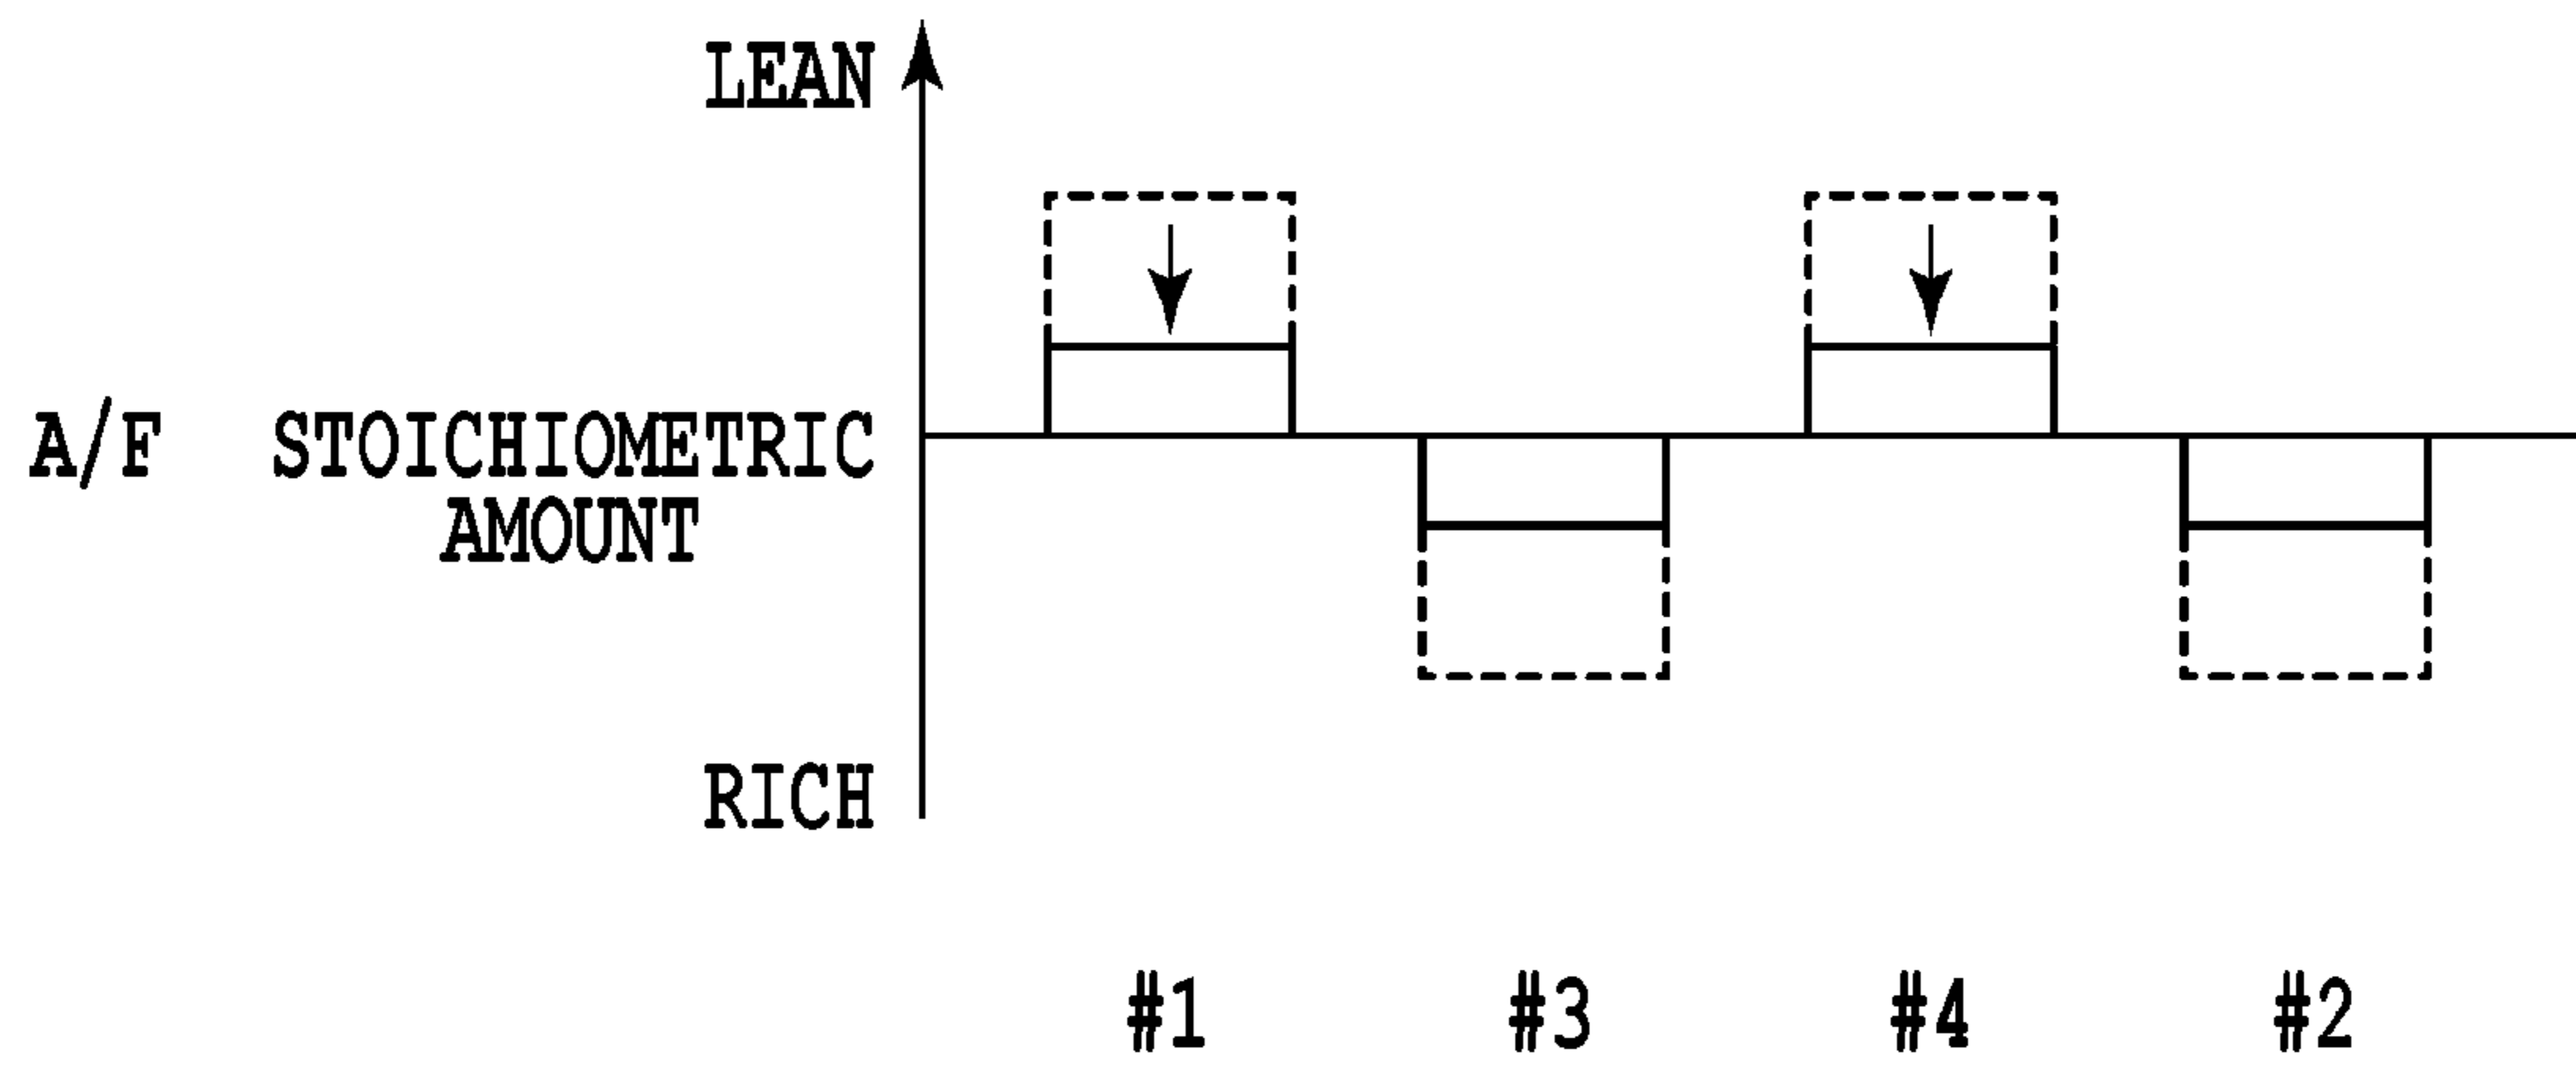 LEAN
A/F STOICHIOMETRIC
AMOUNT
RICH
#1 #3 #4 #2